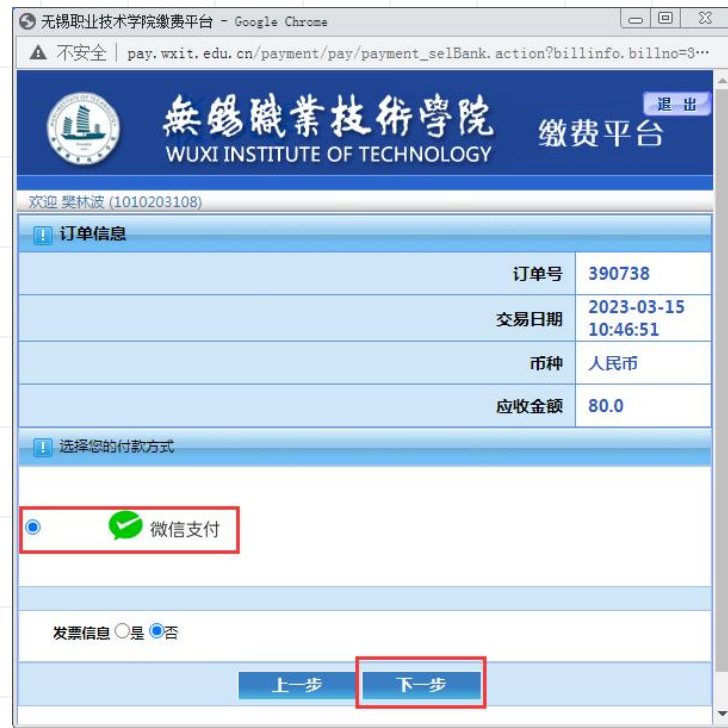 无锡职业技术学院缴费平台 - Google Chrome
不安全 | pay.wxit.edu.cn/payment/pay/payment_selBank.action?billinfo.billno=3…
退 出
無錫職業技術學院 缴费平台
WUXI INSTITUTE OF TECHNOLOGY
欢迎 樊林波 (1010203108)
订单信息
订单号 390738
交易日期 2023-03-15
10:46:51
币种 人民币
应收金额 80.0
选择您的付款方式
微信支付
发票信息 是 否
上一步 下一步